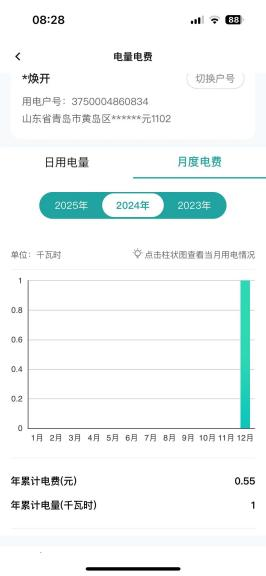 08:28
88
电量电费
*焕开
切换户号
用电户号：3750004860834
山东省青岛市黄岛区******元1102
日用电量
月度电费
2025年
2024年
2023年
单位：千瓦时
点击柱状图查看当月用电情况
1
0.8
0.6
0.4
0.2
0
1月 2月 3月 4月 5月 6月 7月 8月 9月 10月 11月 12月
年累计电费(元)
0.55
年累计电量(千瓦时)
1